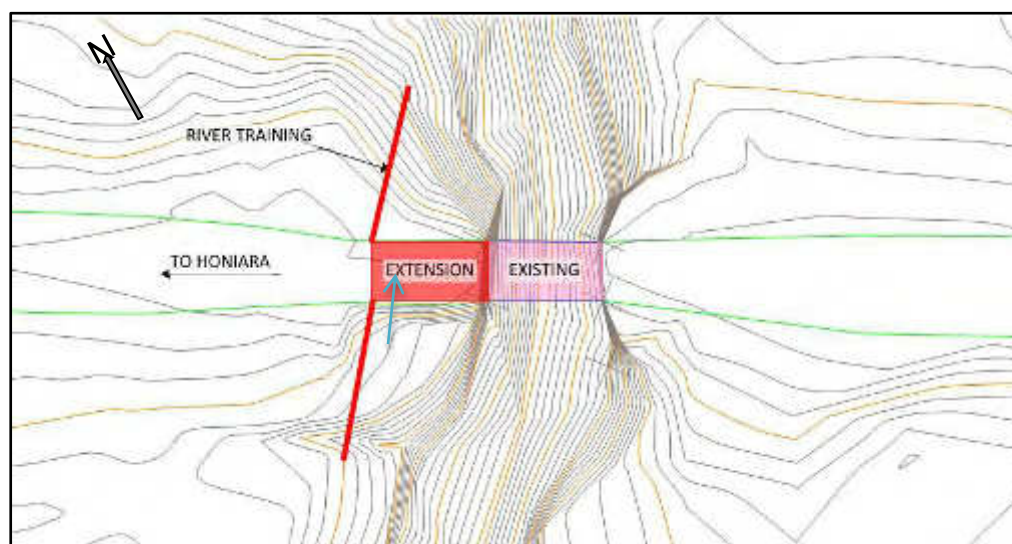 N
RIVER TRAINING
TO HONIARA
EXTENSION
EXISTING